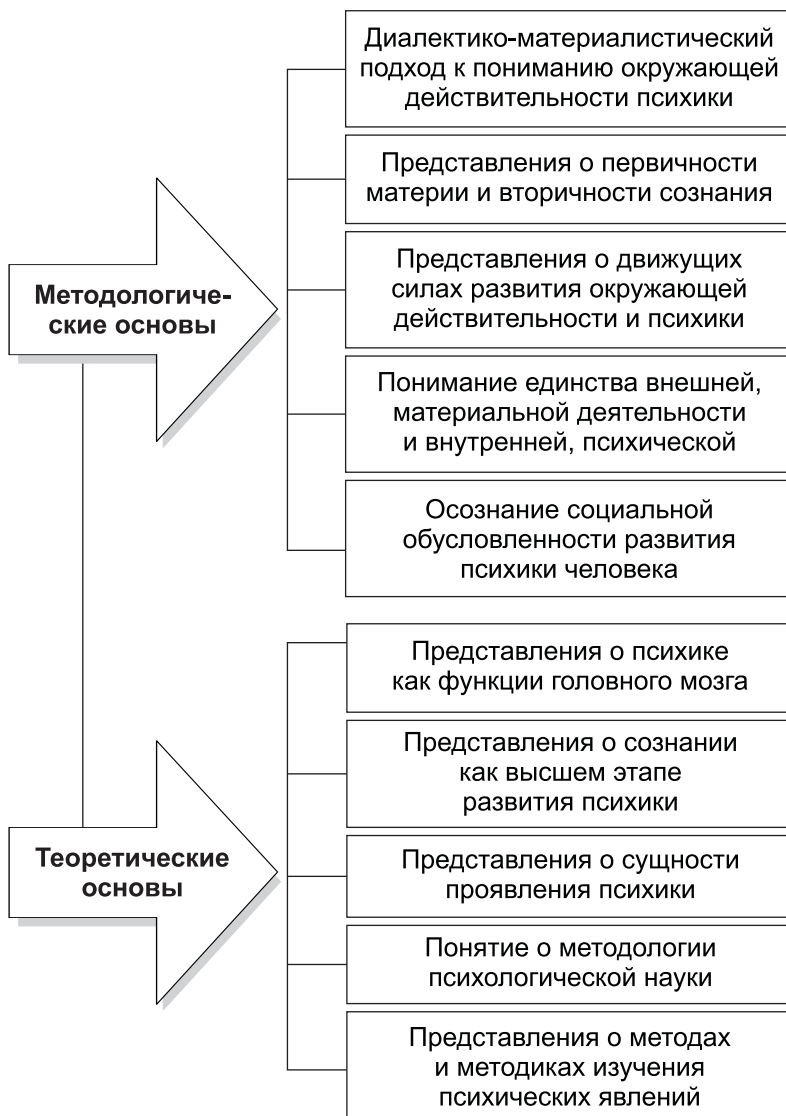 Методологиче-
ские основы
Диалектико-материалистический
подход к пониманию окружающей
действительности психики
Представления о первичности
материи и вторичности сознания
Представления о движущих
силах развития окружающей
действительности и психики
Понимание единства внешней,
материальной деятельности
и внутренней, психической
Осознание социальной
обусловленности развития
психики человека
Теоретические
основы
Представления о психике
как функции головного мозга
Представления о сознании
как высшем этапе
развития психики
Представления о сущности
проявления психики
Понятие о методологии
психологической науки
Представления о методах
и методиках изучения
психических явлений